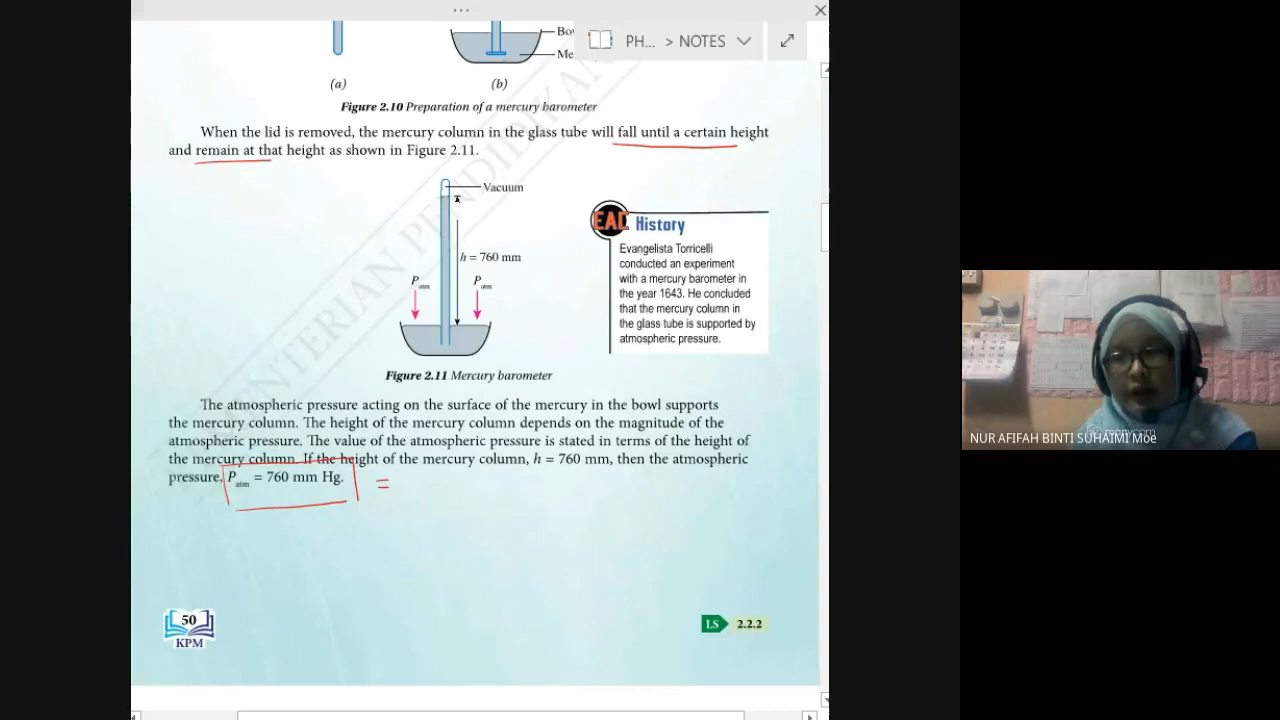 PH... > NOTES
Bo
Me
(a)
(b)
Figure 2.10 Preparation of a mercury barometer
When the lid is removed, the mercury column in the glass tube will fall until a certain height
and remain at that height as shown in Figure 2.11.
Vacuum
h = 760 mm
P atm
P atm
Figure 2.11 Mercury barometer
EAC History
Evangelista Torricelli
conducted an experiment
with a mercury barometer in
the year 1643. He concluded
that the mercury column in
the glass tube is supported by
atmospheric pressure.
The atmospheric pressure acting on the surface of the mercury in the bowl supports
the mercury column. The height of the mercury column depends on the magnitude of the
atmospheric pressure. The value of the atmospheric pressure is stated in terms of the height of
the mercury column. If the height of the mercury column, h = 760 mm, then the atmospheric
pressure, P atm = 760 mm Hg. =
50
KPM
LS 2.2.2
NUR AFIFAH BINTI SUHAIMI Moe